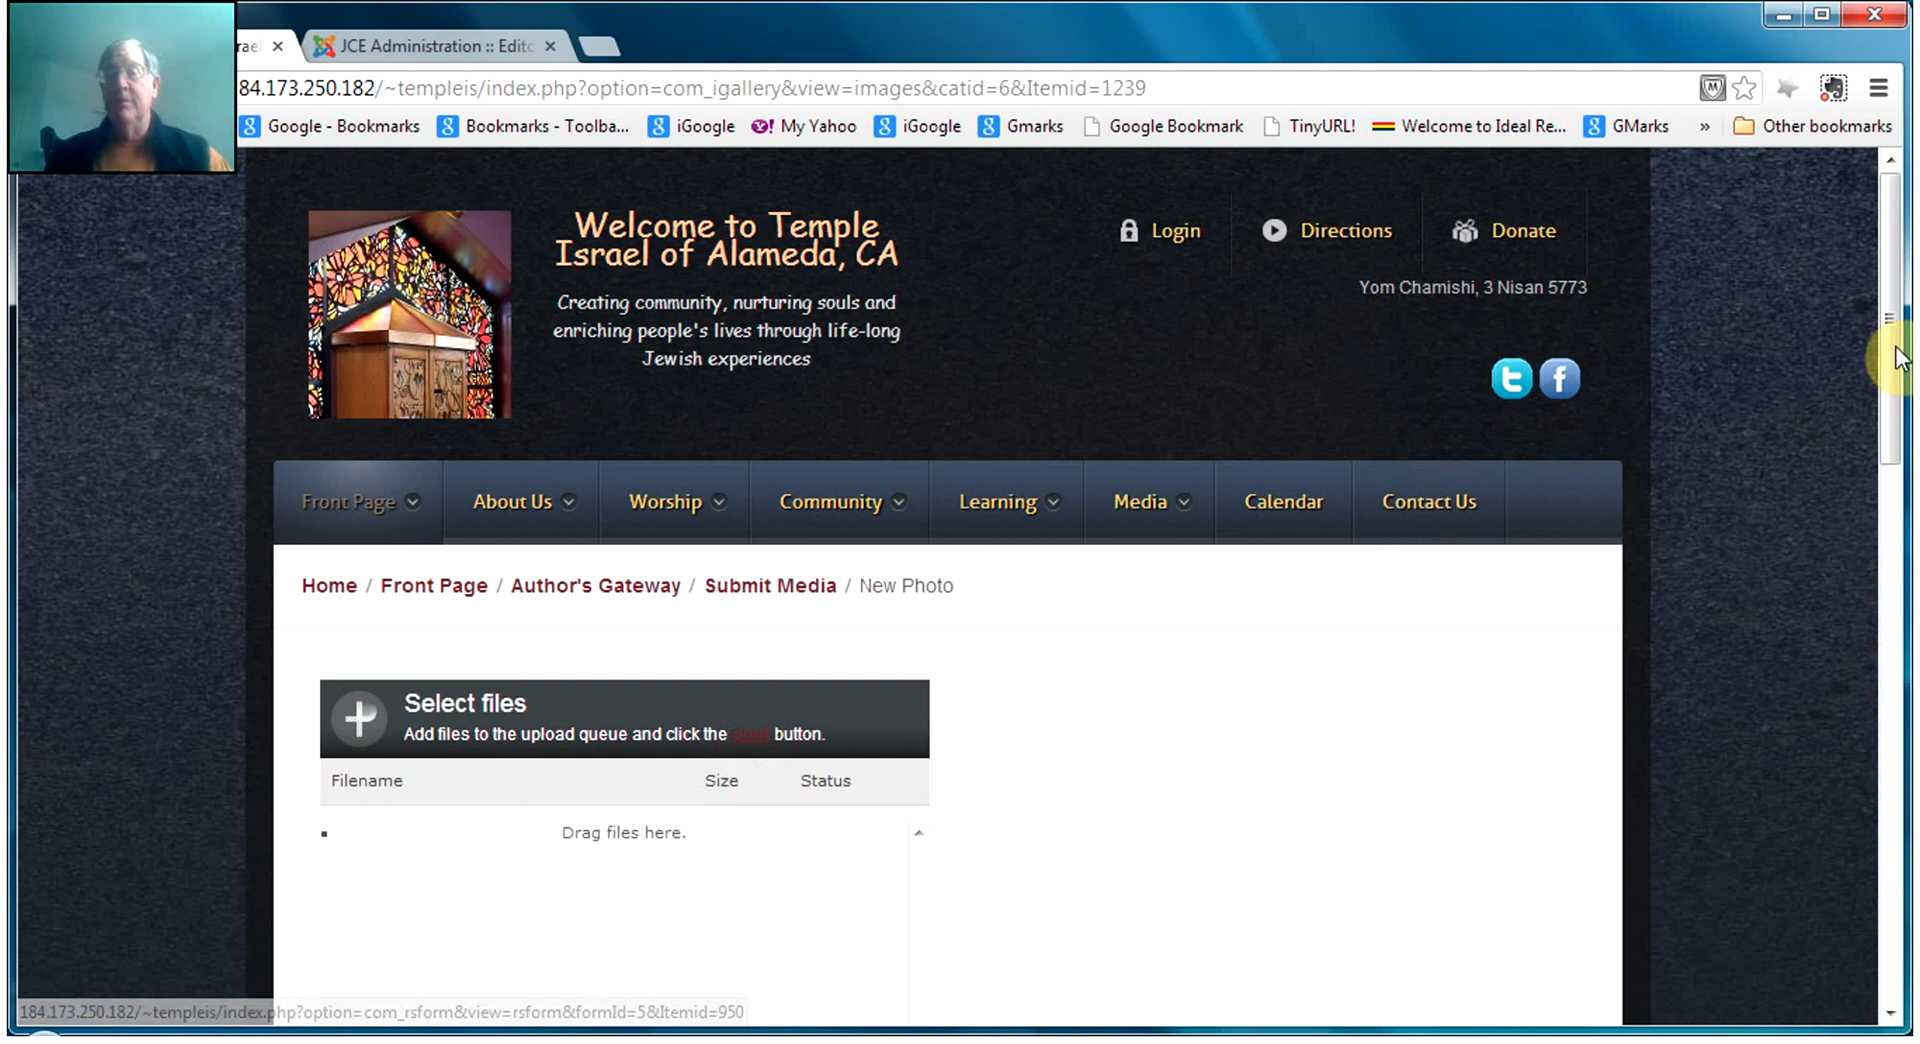 rael
JCE Administration :: Edito
84.173.250.182/~templeis/index.php?option=com_igallery&view=images&catid=6&Itemid=1239
Google - Bookmarks
Bookmarks - Toolba...
iGoogle
My Yahoo
iGoogle
Gmarks
Google Bookmark
TinyURL!
Welcome to Ideal Re...
GMarks
»
Other bookmarks
Welcome to Temple
Israel of Alameda, CA
Creating community, nurturing souls and
enriching people's lives through life-long
Jewish experiences
Login
Directions
Donate
Yom Chamishi, 3 Nisan 5773
Front Page
About Us
Worship
Community
Learning
Media
Calendar
Contact Us
Home / Front Page / Author's Gateway / Submit Media / New Photo
Select files
Add files to the upload queue and click the start button.
Filename
Size
Status
Drag files here.
184.173.250.182/~templeis/index.php?option=com_rsform&view=rsform&formId=5&Itemid=950